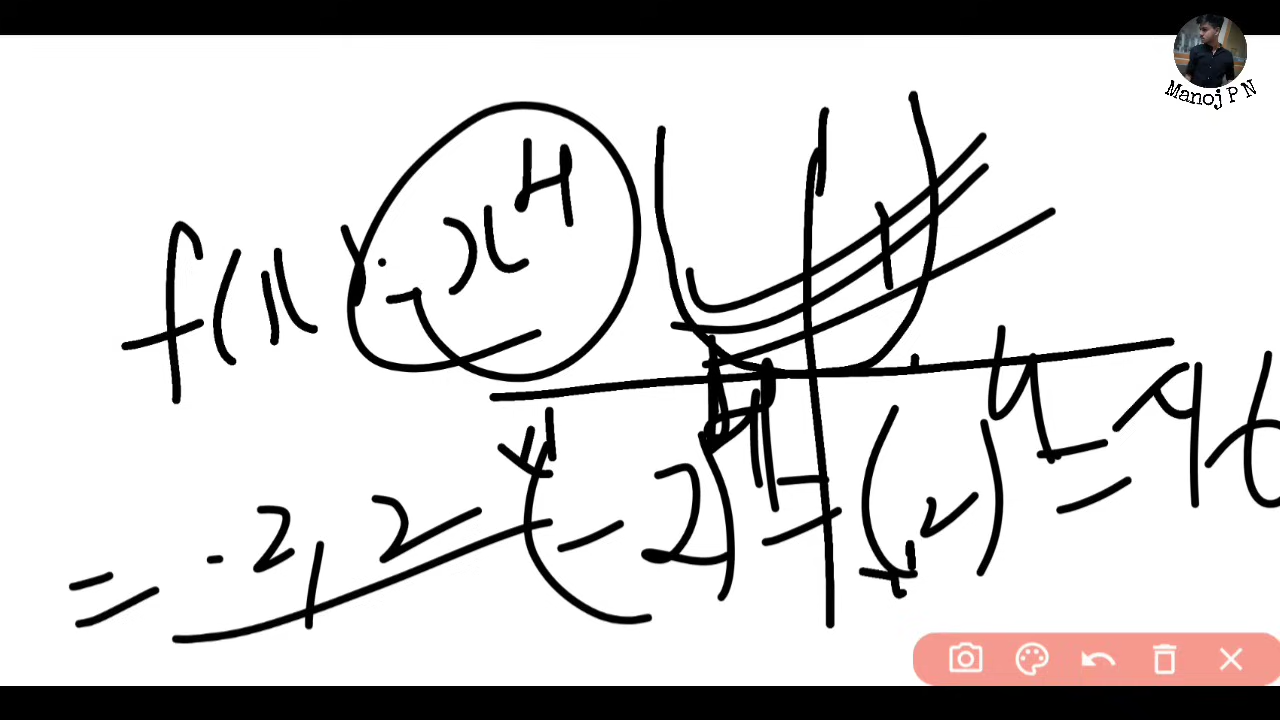 Manoj P N
f(x) = x⁴
(-2)⁴ = (2)⁴ = 16
= -2, 2